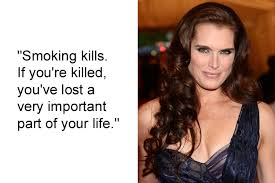 "Smoking kills.
If you're killed,
you've lost a
very important
part of your life."